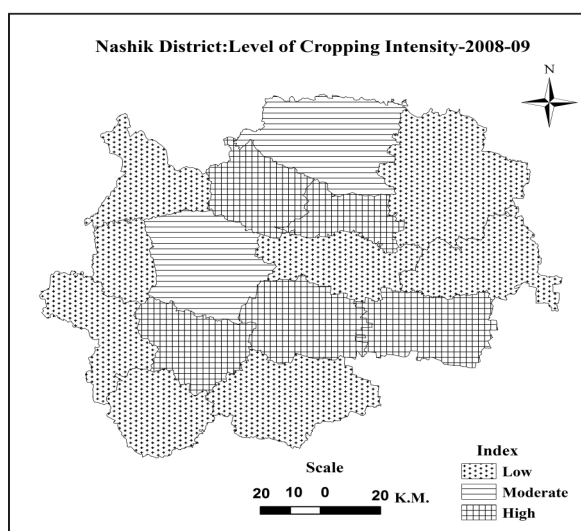 Nashik District:Level of Cropping Intensity-2008-09
N
Index
Low
Moderate
High
Scale
20 10 0 20 K.M.